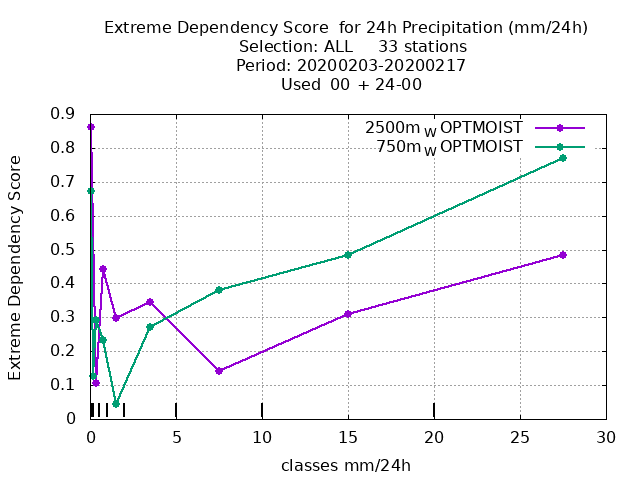 Extreme Dependency Score for 24h Precipitation (mm/24h)
Selection: ALL 33 stations
Period: 20200203-20200217
Used 00 + 24-00
2500m W OPTMOIST
750m W OPTMOIST
Extreme Dependency Score
0.9
0.8
0.7
0.6
0.5
0.4
0.3
0.2
0.1
0
0 5 10 15 20 25 30
classes mm/24h